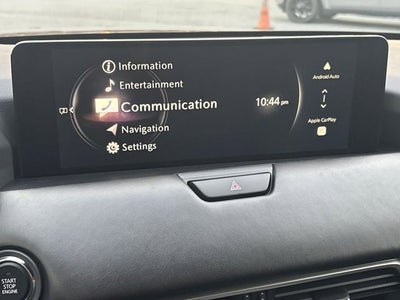 Information
Entertainment
Communication
Navigation
Settings
10:44 pm
Android Auto
Apple CarPlay
START
STOP
ENGINE